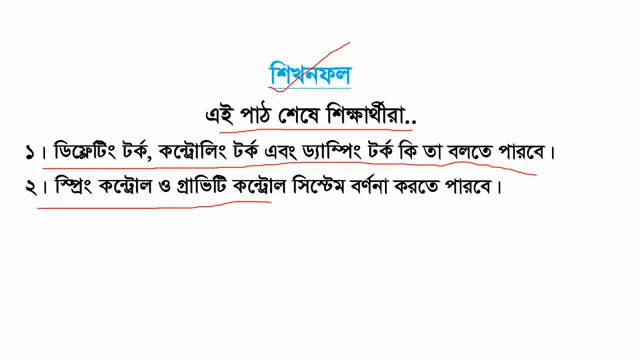 শিখনফল
এই পাঠ শেষে শিক্ষার্থীরা..
১। ডিফ্লেটিং টর্ক, কন্ট্রোলিং টর্ক এবং ড্যাম্পিং টর্ক কি তা বলতে পারবে।
২। স্প্রিং কন্ট্রোল ও গ্রাভিটি কন্ট্রোল সিস্টেম বর্ণনা করতে পারবে।